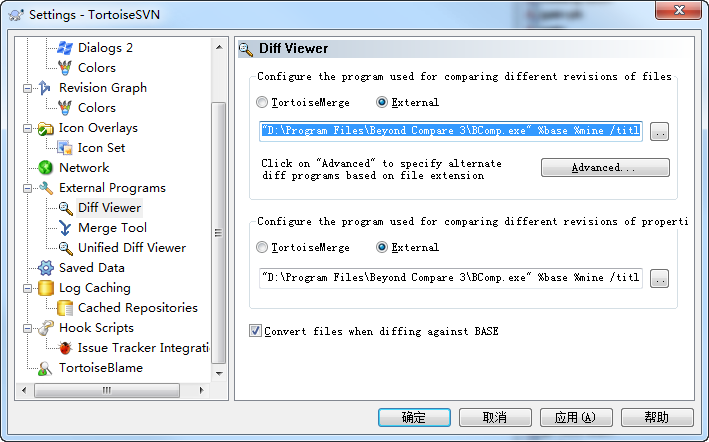 Settings - TortoiseSVN
Dialogs 2
Colors
Revision Graph
Colors
Icon Overlays
Icon Set
Network
External Programs
Diff Viewer
Merge Tool
Unified Diff Viewer
Saved Data
Log Caching
Cached Repositories
Hook Scripts
Issue Tracker Integratio
TortoiseBlame
Diff Viewer
Configure the program used for comparing different revisions of files
TortoiseMerge External
"D:\Program Files\Beyond Compare 3\BComp.exe" %base %mine /titl
..
Click on "Advanced" to specify alternate
diff programs based on file extension
Advanced...
Configure the program used for comparing different revisions of properti
TortoiseMerge External
"D:\Program Files\Beyond Compare 3\BComp.exe" %base %mine /titl
..
Convert files when diffing against BASE
确定 取消 应用(A) 帮助